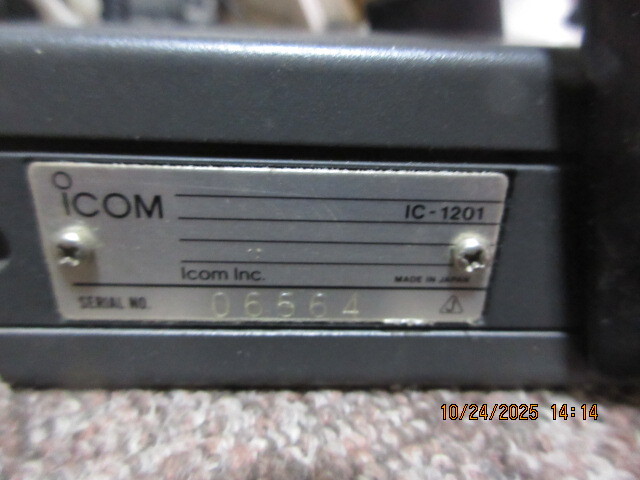 iCOM
IC-1201
Icom Inc.
MADE IN JAPAN
SERIAL NO. 06564
10/24/2025 14:14